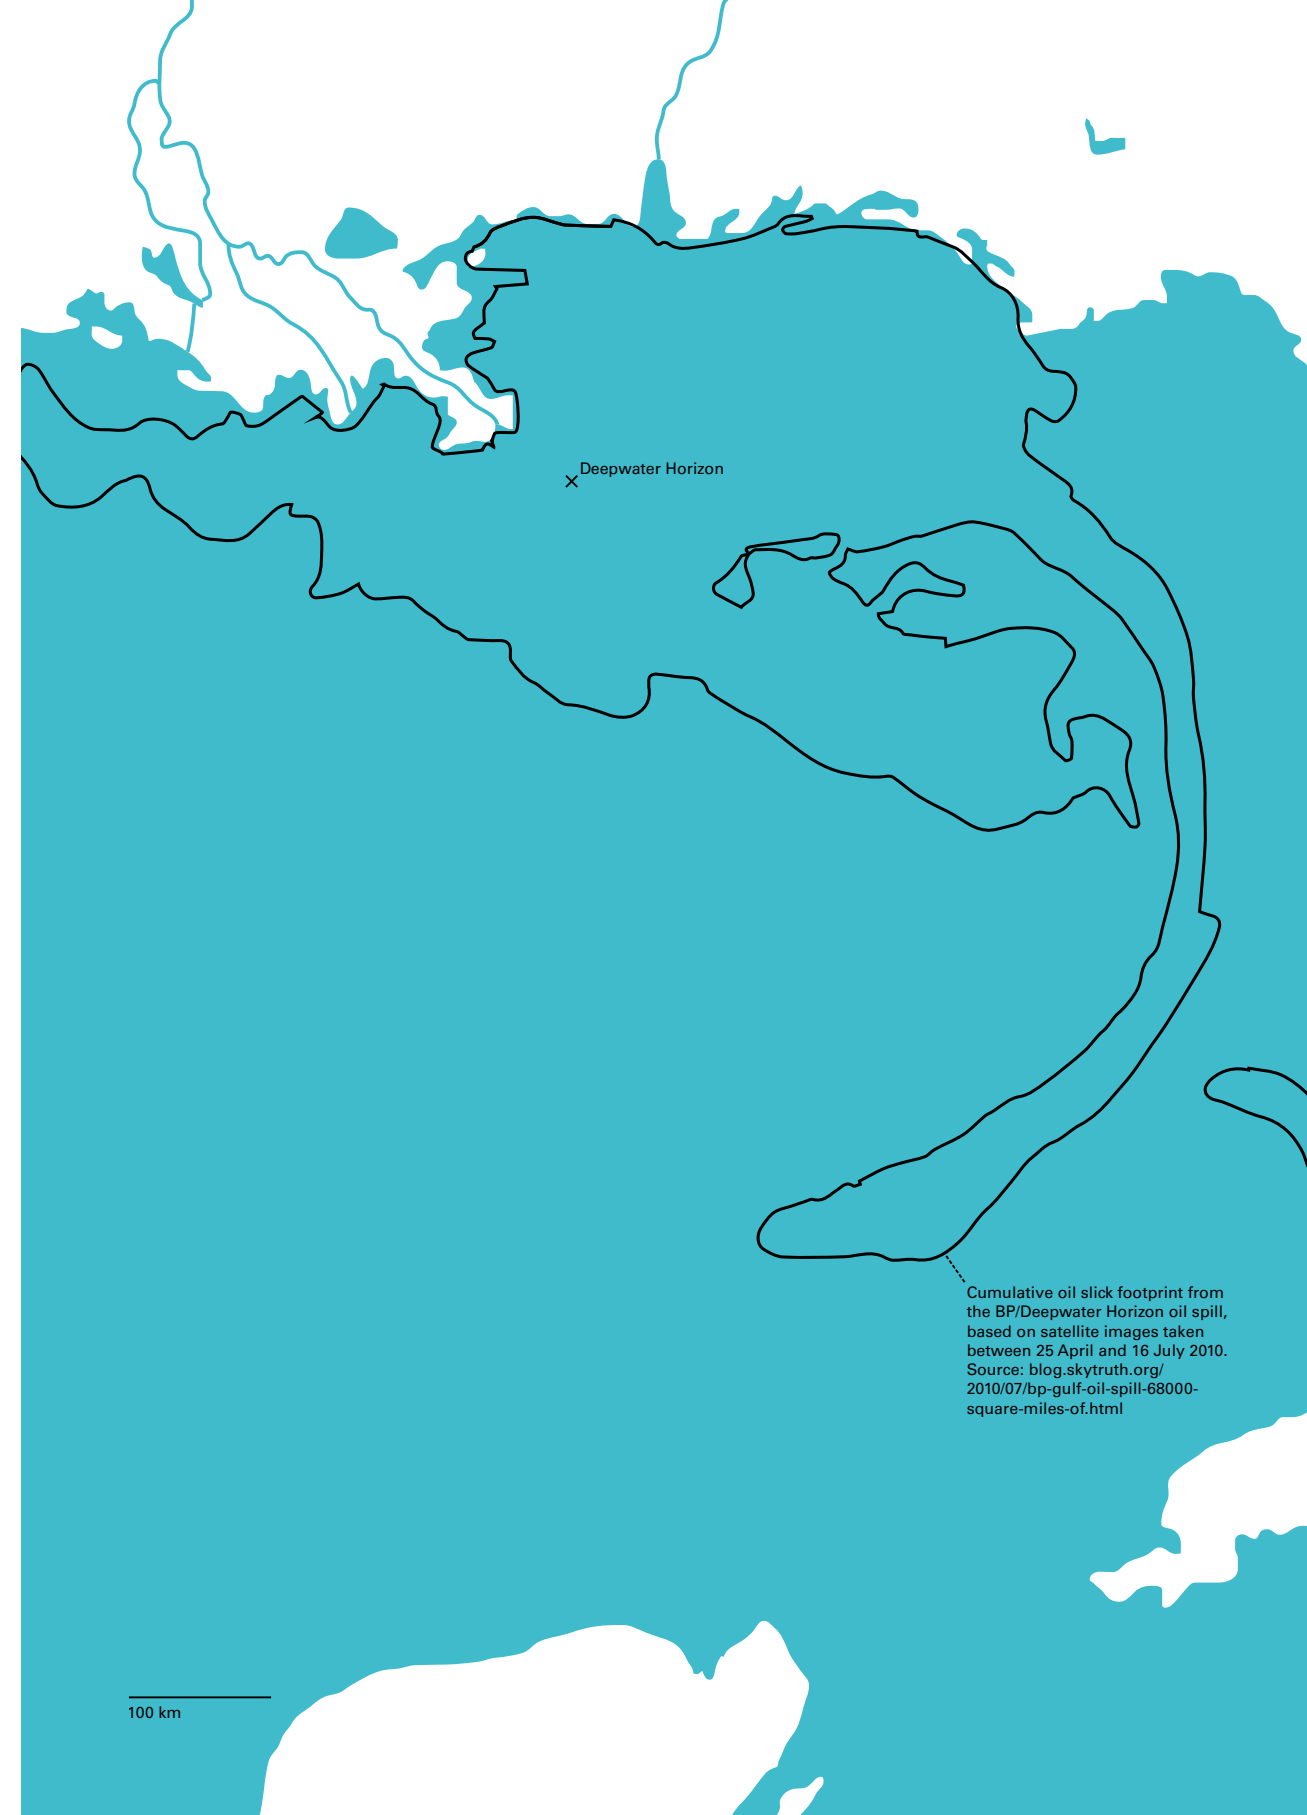 Deepwater Horizon
Cumulative oil slick footprint from
the BP/Deepwater Horizon oil spill,
based on satellite images taken
between 25 April and 16 July 2010.
Source: blog.skytruth.org/
2010/07/bp-gulf-oil-spill-68000-
square-miles-of.html
100 km